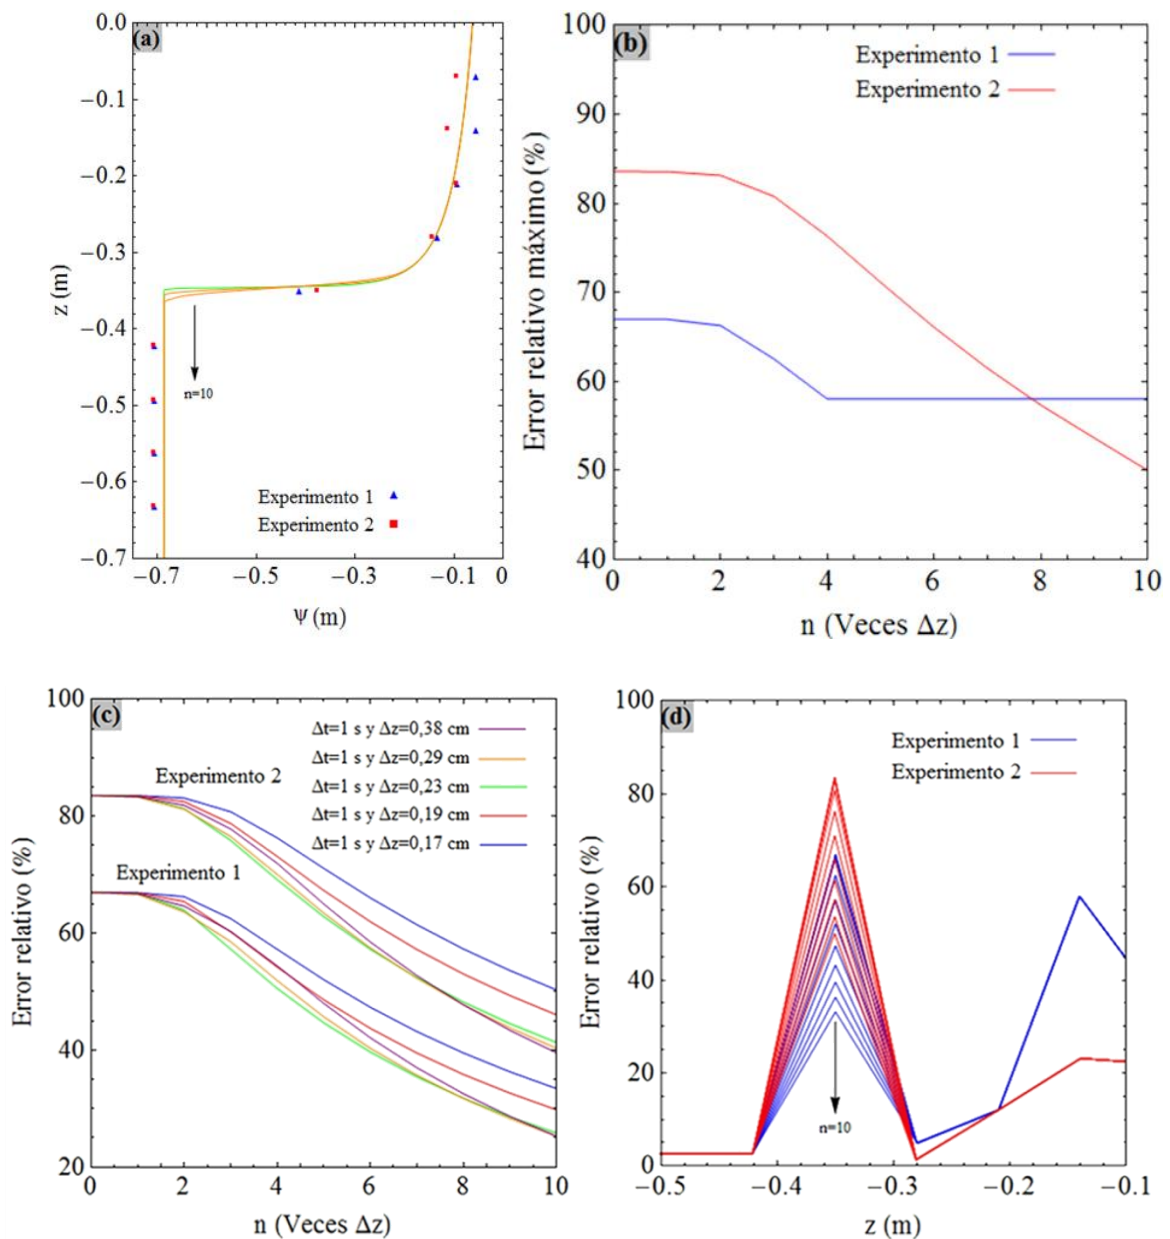 (a)
0.0
−0.1
−0.2
−0.3
−0.4
−0.5
−0.6
−0.7
z (m)
n=10
Experimento 1
Experimento 2
−0.7 −0.5 −0.3 −0.1 0
Ψ (m)
(b)
100
90
80
70
60
50
40
Error relativo máximo (%)
Experimento 1
Experimento 2
0 2 4 6 8 10
n (Veces Δz)
(c)
100
80
60
40
20
Error relativo (%)
Δt=1 s y Δz=0,38 cm
Δt=1 s y Δz=0,29 cm
Δt=1 s y Δz=0,23 cm
Δt=1 s y Δz=0,19 cm
Δt=1 s y Δz=0,17 cm
Experimento 2
Experimento 1
0 2 4 6 8 10
n (Veces Δz)
(d)
100
80
60
40
20
0
Error relativo (%)
Experimento 1
Experimento 2
n=10
−0.5 −0.4 −0.3 −0.2 −0.1
z (m)